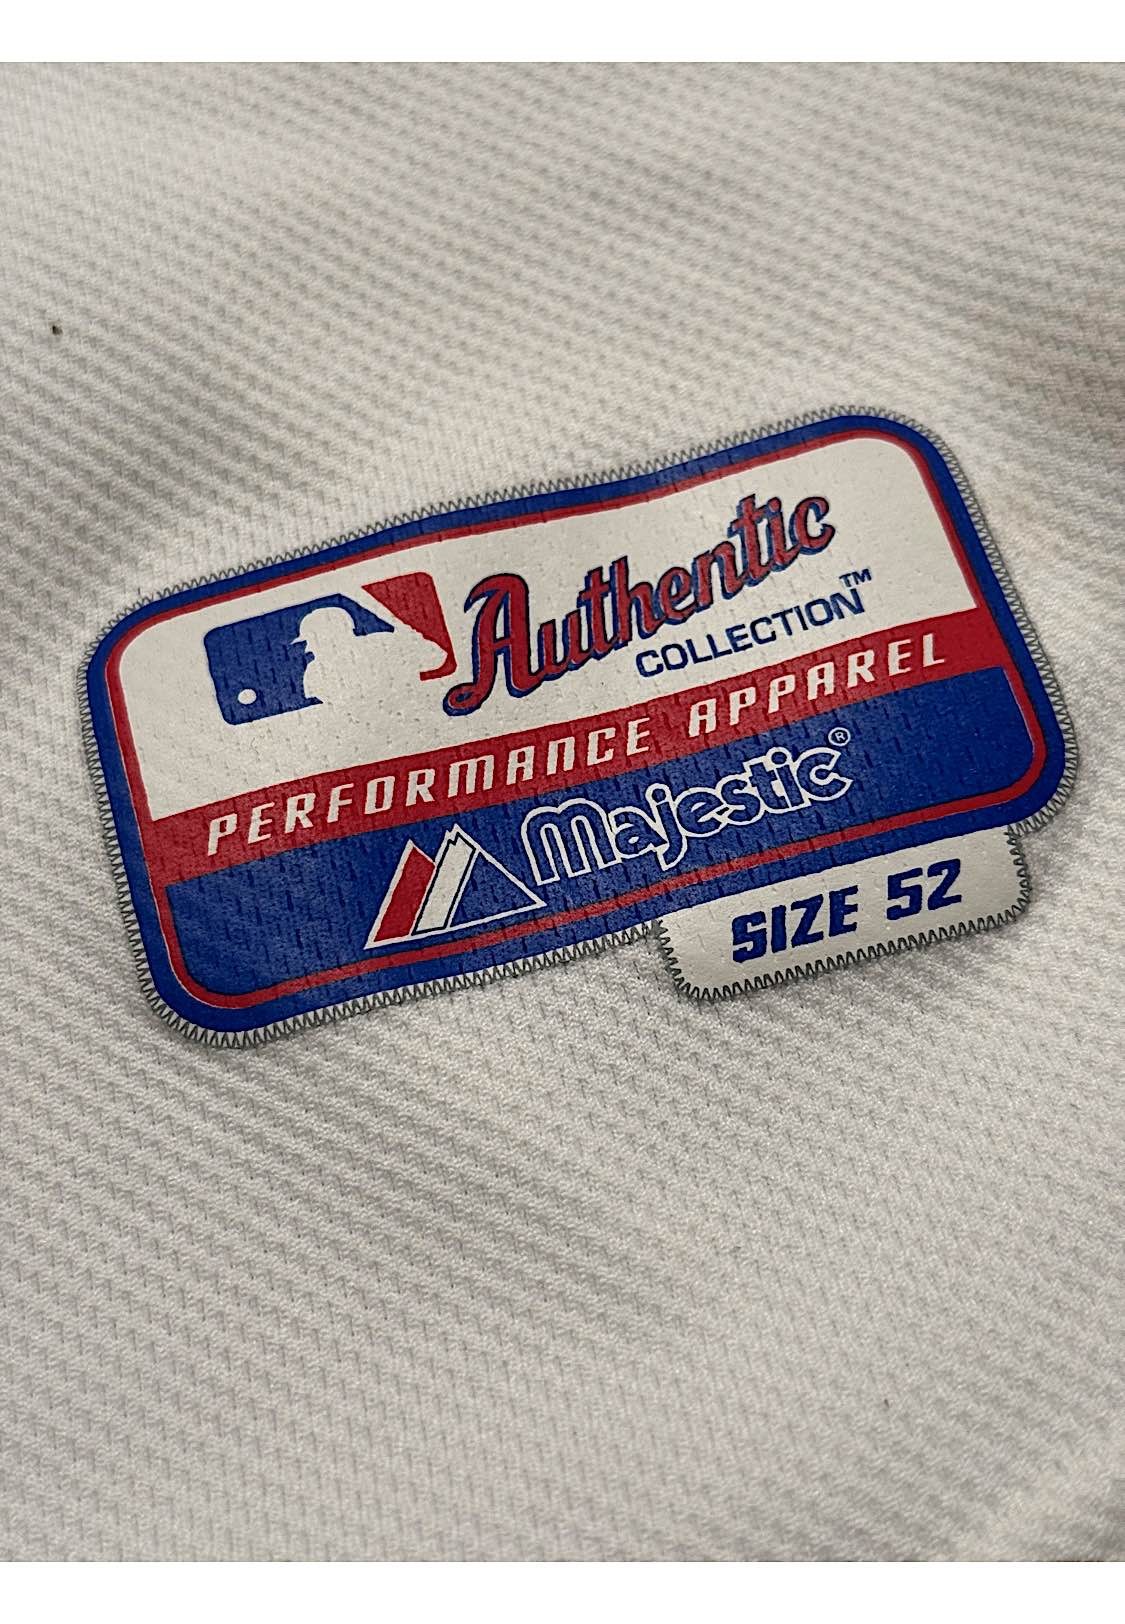 Authentic
COLLECTION™
PERFORMANCE APPAREL
Majestic®
SIZE 52